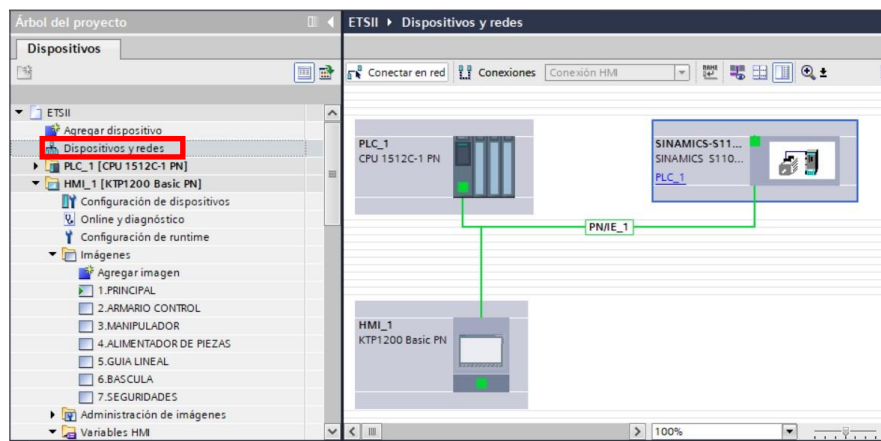 Árbol del proyecto
Dispositivos
ETSII
Agregar dispositivo
Dispositivos y redes
PLC_1 [CPU 1512C-1 PN]
HMI_1 [KTP1200 Basic PN]
Configuración de dispositivos
Online y diagnóstico
Configuración de runtime
Imágenes
Agregar imagen
1.PRINCIPAL
2.ARMARIO CONTROL
3.MANIPULADOR
4.ALIMENTADOR DE PIEZAS
5.GUIA LINEAL
6.BASCULA
7.SEGURIDADES
Administración de imágenes
Variables HMI
ETSII Dispositivos y redes
Conectar en red Conexiones Conexión HMI
PLC_1
CPU 1512C-1 PN
SINAMICS-S11...
SINAMICS S110...
PLC_1
PN/IE_1
HMI_1
KTP1200 Basic PN
100%